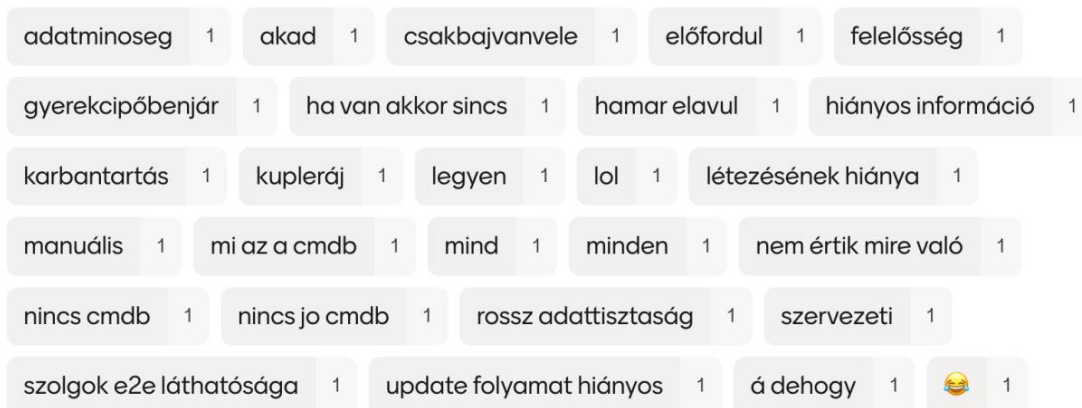 adatminoseg 1 akad 1 csakbajvanvele 1 előfordul 1 felelősség 1
gyerekcipőbenjár 1 ha van akkor sincs 1 hamar elavul 1 hiányos információ 1
karbantartás 1 kupleráj 1 legyen 1 lol 1 létezésének hiánya 1
manuális 1 mi az a cmdb 1 mind 1 minden 1 nem értik mire való 1
nincs cmdb 1 nincs jo cmdb 1 rossz adattisztaság 1 szervezeti 1
szolgok e2e láthatósága 1 update folyamat hiányos 1 á dehogy 1 😂 1